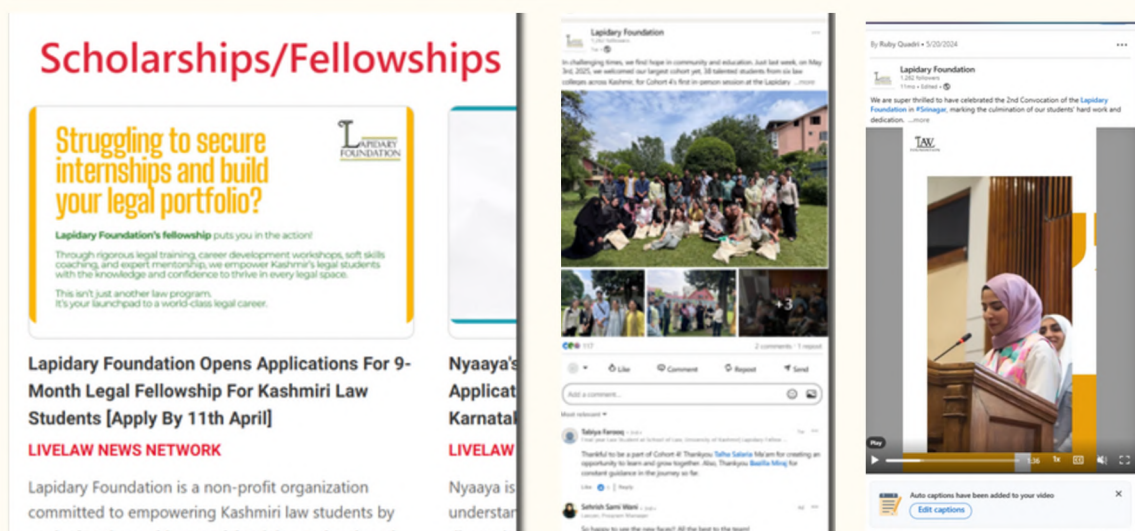 Scholarships/Fellowships
Struggling to secure
internships and build
your legal portfolio?
LAPIDARY
FOUNDATION
Lapidary Foundation's fellowship puts you in the action!
Through rigorous legal training, career development workshops, soft skills
coaching, and expert mentorship, we empower Kashmir's legal students
with the knowledge and confidence to thrive in every legal space.
This isn't just another law program.
It's your launchpad to a world-class legal career.
Lapidary Foundation Opens Applications For 9-
Month Legal Fellowship For Kashmiri Law
Students [Apply By 11th April]
LIVELAW NEWS NETWORK
Lapidary Foundation is a non-profit organization
committed to empowering Kashmiri law students by
Nyaaya's
Applicat
Karnatak
LIVELAW
Nyaaya is
understan
Lapidary Foundation
In challenging times, we find hope in community and education. Just last week, on May
3rd, 2025, we welcomed our largest cohort yet, 38 talented students from six law
colleges across Kashmir, for Cohort 4's first in-person session at the Lapidary ...more
+3
117
2 comments · 1 repost
Like
Comment
Repost
Send
Add a comment...
Most relevant
Tabiya Farooq
Thankful to be a part of Cohort 4! Thankyou Talha Salaria Ma'am for creating an
opportunity to learn and grow together. Also, Thankyou Bazilla Miraj for
constant guidance in the journey so far.
Like
Reply
Sehrish Sami Wani
Lawyer, Program Manager
So happy to see the new faces! All the best to the team!
By Ruby Quadri • 5/20/2024
Lapidary Foundation
1,292 followers
11mo • Edited •
We are super thrilled to have celebrated the 2nd Convocation of the Lapidary
Foundation in #Srinagar, marking the culmination of our students' hard work and
dedication. ...more
Play
1:36
1x
Auto captions have been added to your video
Edit captions